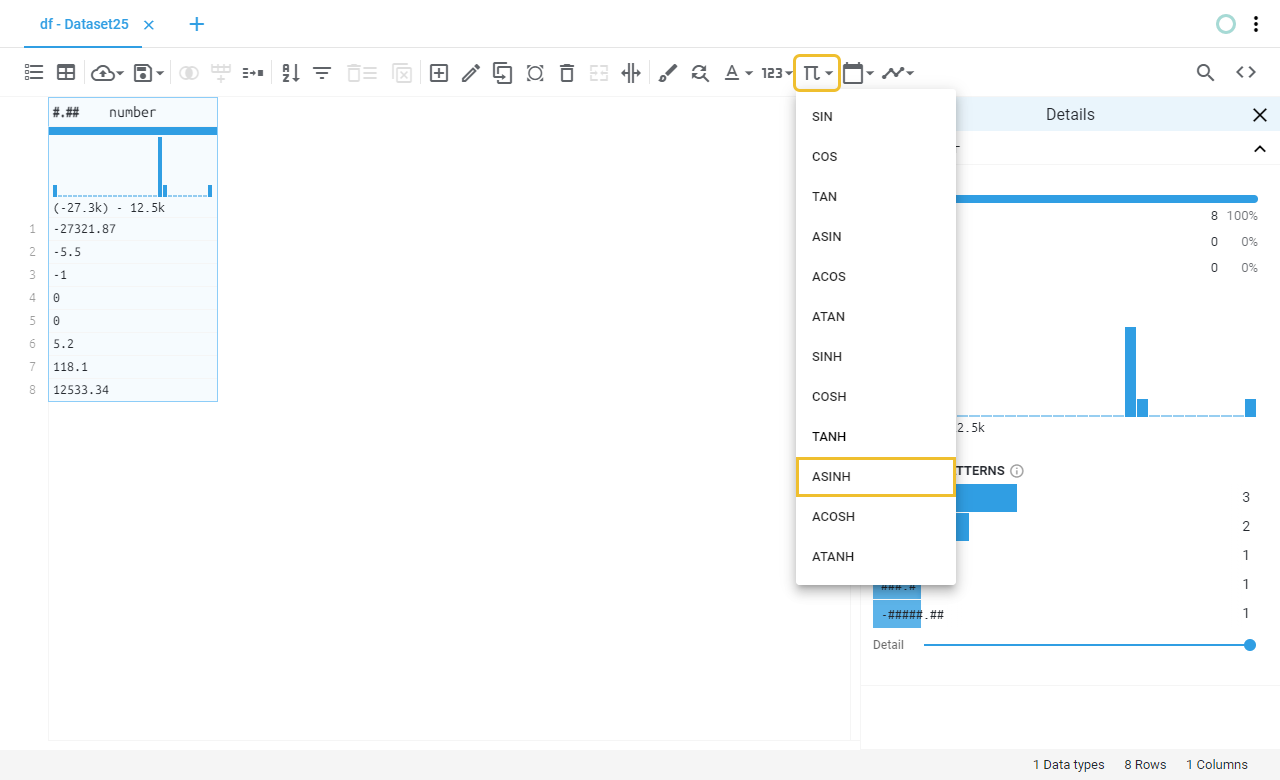 df - Dataset25
123
π
#.## number
(-27.3k) - 12.5k
1 -27321.87
2 -5.5
3 -1
4 0
5 0
6 5.2
7 118.1
8 12533.34
SIN
COS
TAN
ASIN
ACOS
ATAN
SINH
COSH
TANH
ASINH
ACOSH
ATANH
Details
8 100%
0 0%
0 0%
2.5k
TTERNS
3
2
1
###.# 1
-#####.## 1
Detail
1 Data types 8 Rows 1 Columns